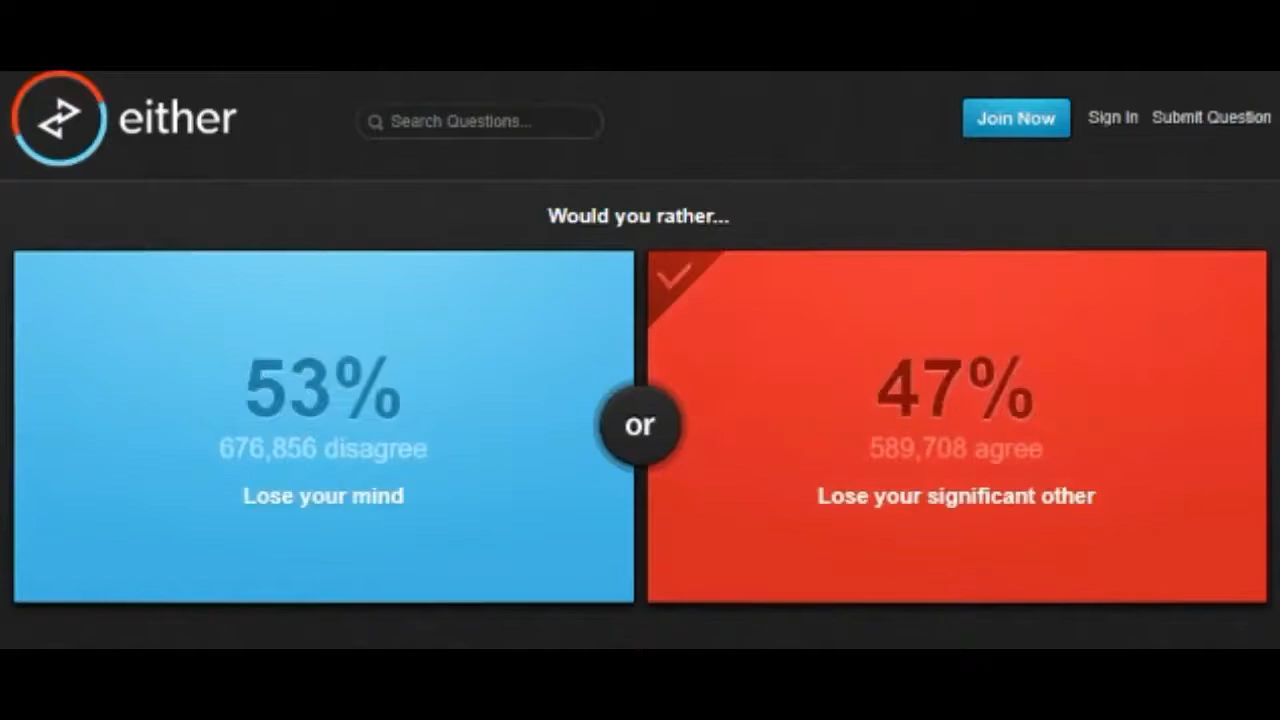 either
Search Questions...
Join Now
Sign In
Submit Question
Would you rather...
53%
676,856 disagree
Lose your mind
or
47%
589,708 agree
Lose your significant other